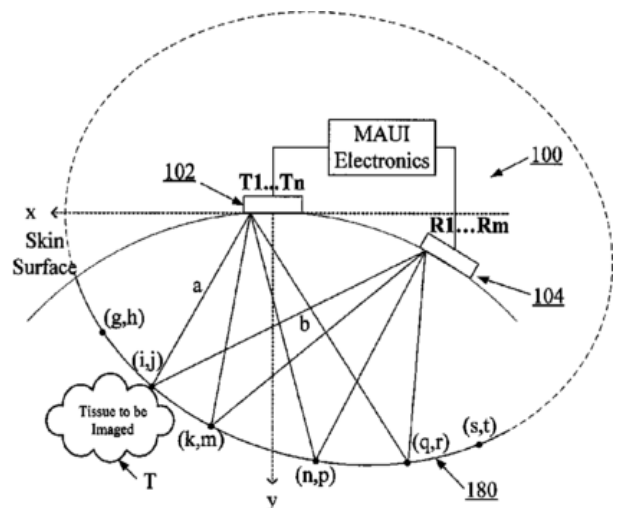 MAUI
Electronics
100
102
T1...Tn
x
R1...Rm
Skin
Surface
104
a
b
(g,h)
(i,j)
Tissue to be
Imaged
(k,m)
(s,t)
(q,r)
(n,p)
T
180
y